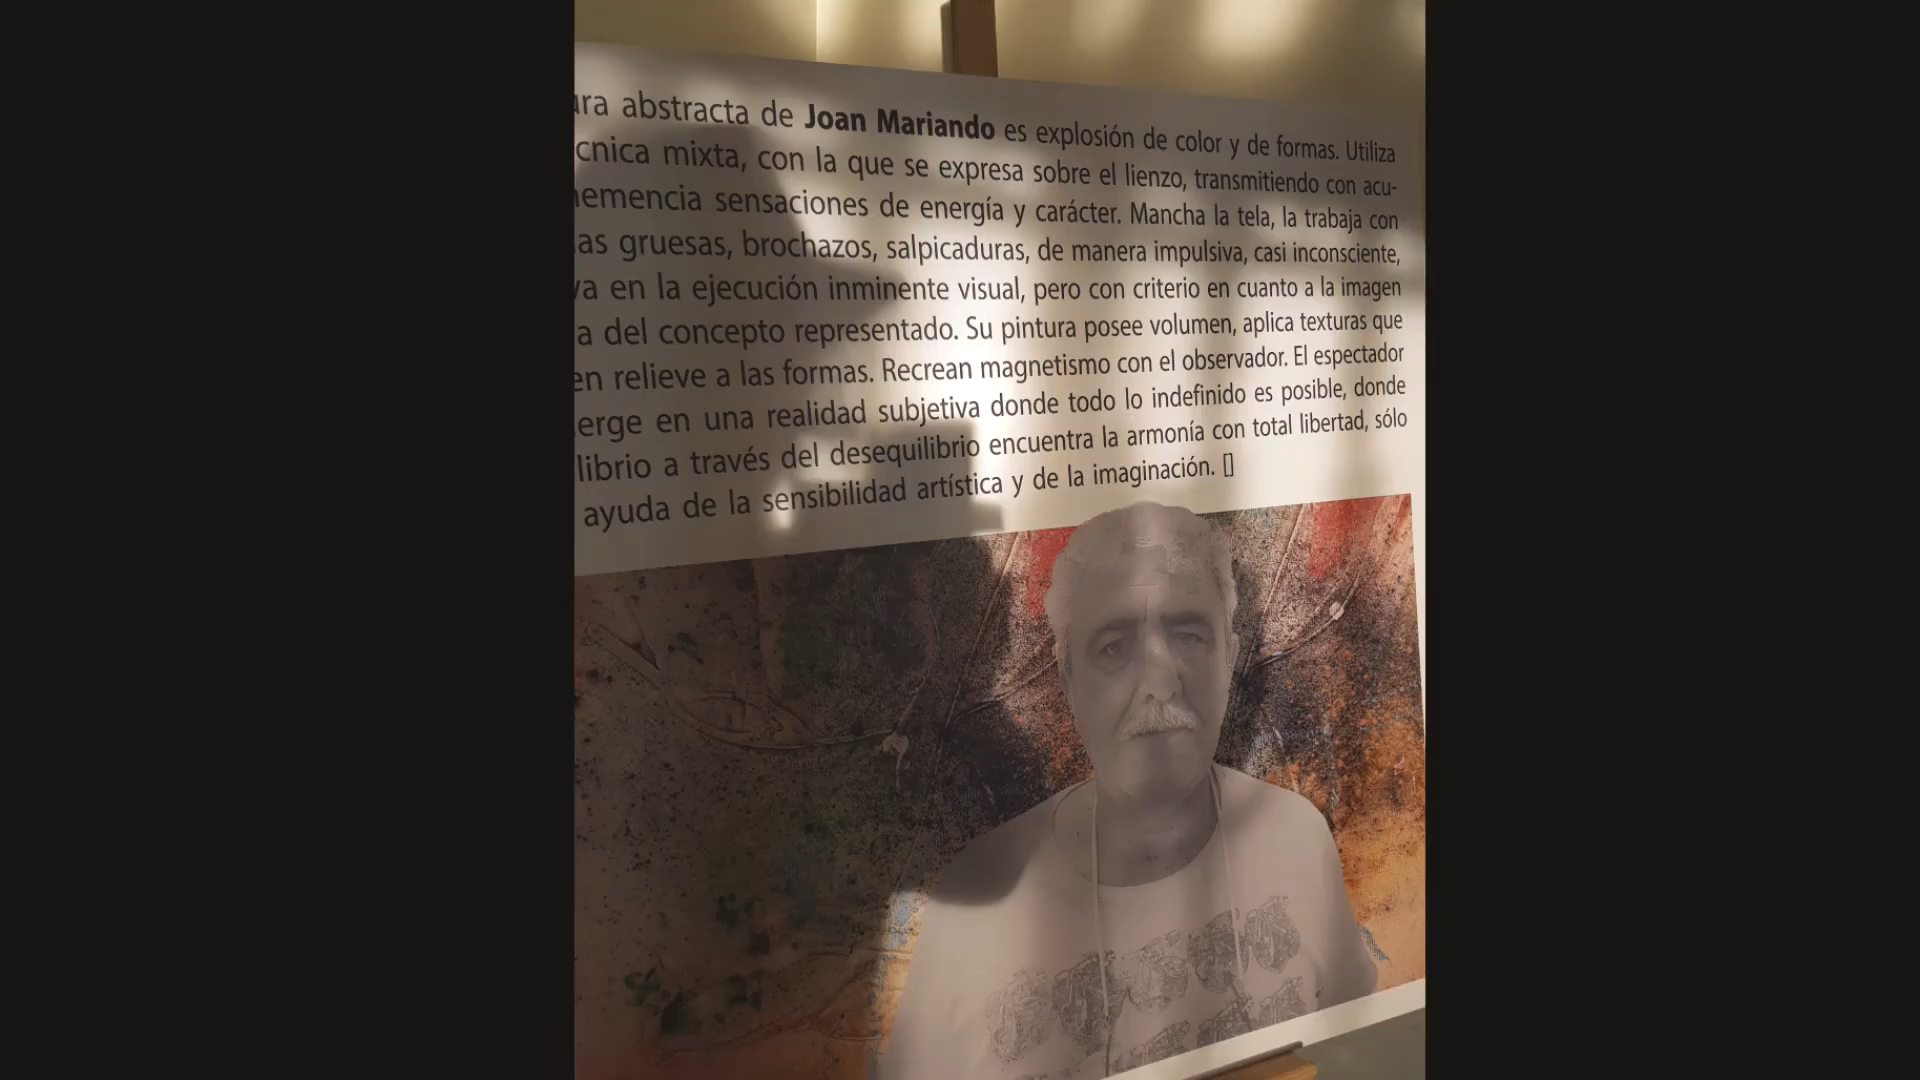 ura abstracta de Joan Mariando es explosión de color y de formas. Utiliza
cnica mixta, con la que se expresa sobre el lienzo, transmitiendo con acu-
hemencia sensaciones de energía y carácter. Mancha la tela, la trabaja con
as gruesas, brochazos, salpicaduras, de manera impulsiva, casi inconsciente,
va en la ejecución inminente visual, pero con criterio en cuanto a la imagen
a del concepto representado. Su pintura posee volumen, aplica texturas que
en relieve a las formas. Recrean magnetismo con el observador. El espectador
erge en una realidad subjetiva donde todo lo indefinido es posible, donde
librio a través del desequilibrio encuentra la armonía con total libertad, sólo
ayuda de la sensibilidad artística y de la imaginación. []